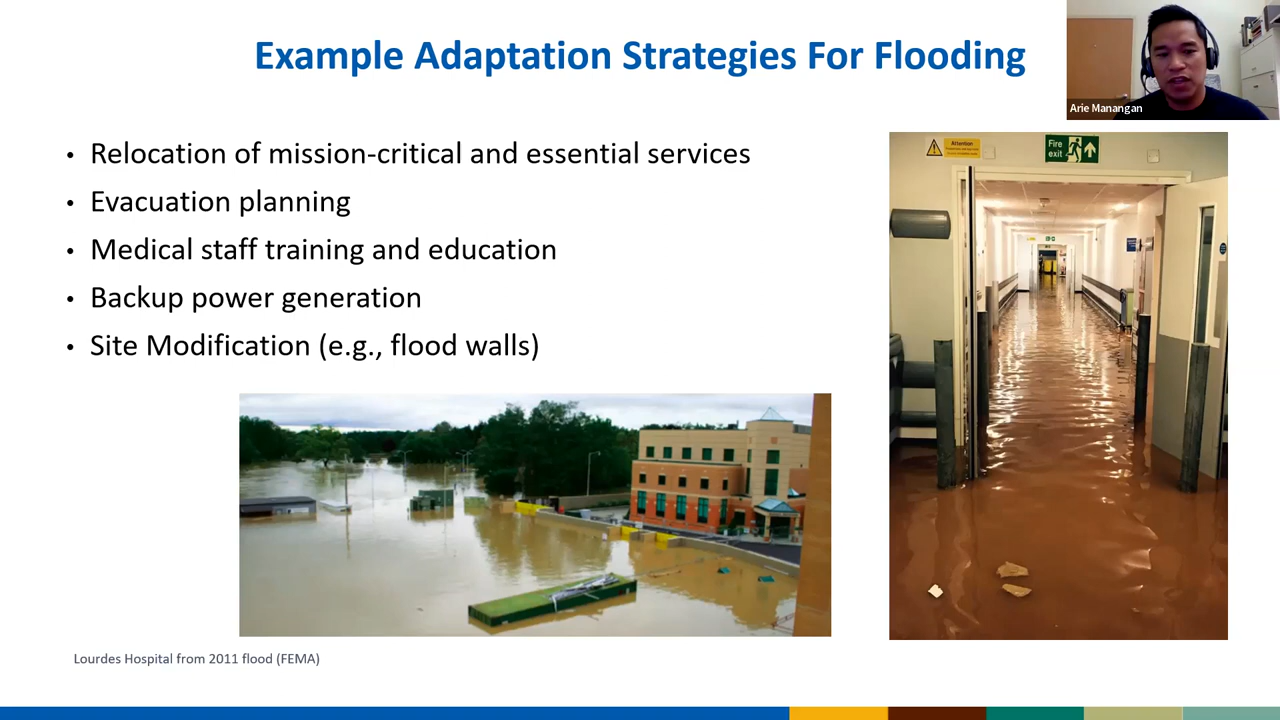 Example Adaptation Strategies For Flooding
Arie Manangan
• Relocation of mission-critical and essential services
• Evacuation planning
• Medical staff training and education
• Backup power generation
• Site Modification (e.g., flood walls)
Attention
Fire
exit
Lourdes Hospital from 2011 flood (FEMA)